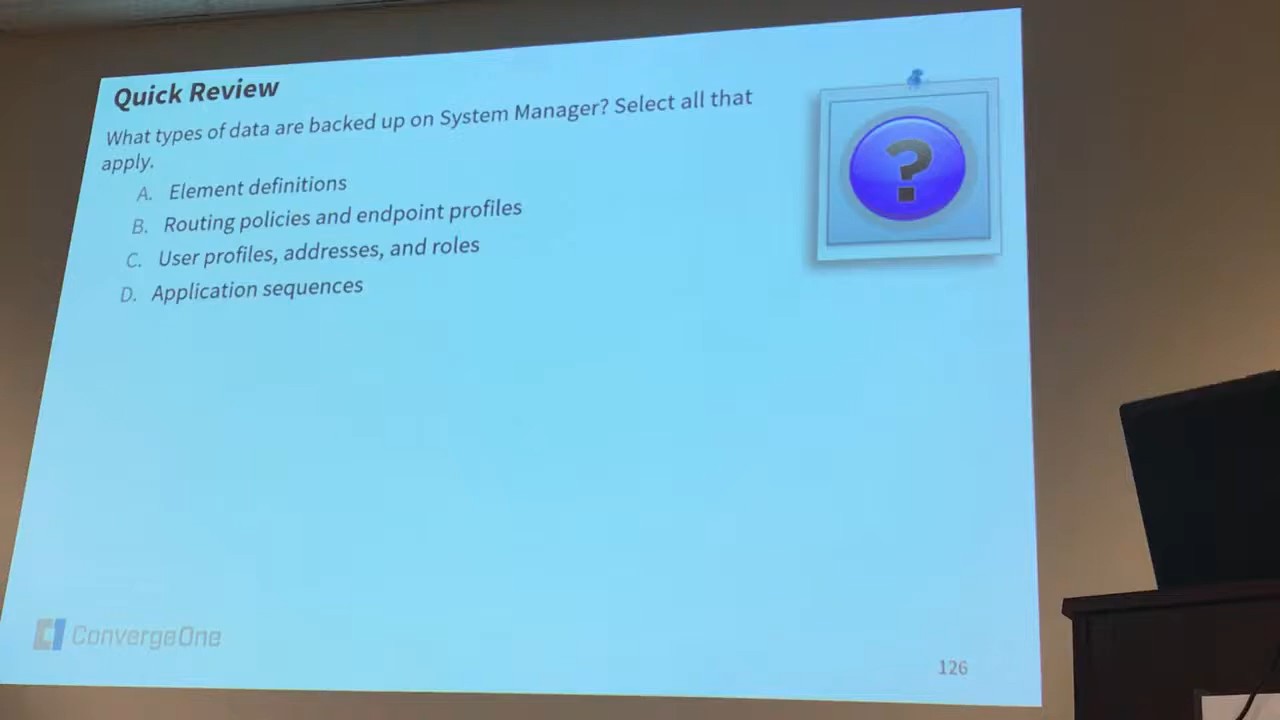 Quick Review
What types of data are backed up on System Manager? Select all that
apply.
A. Element definitions
B. Routing policies and endpoint profiles
C. User profiles, addresses, and roles
D. Application sequences
?
ConvergeOne
126